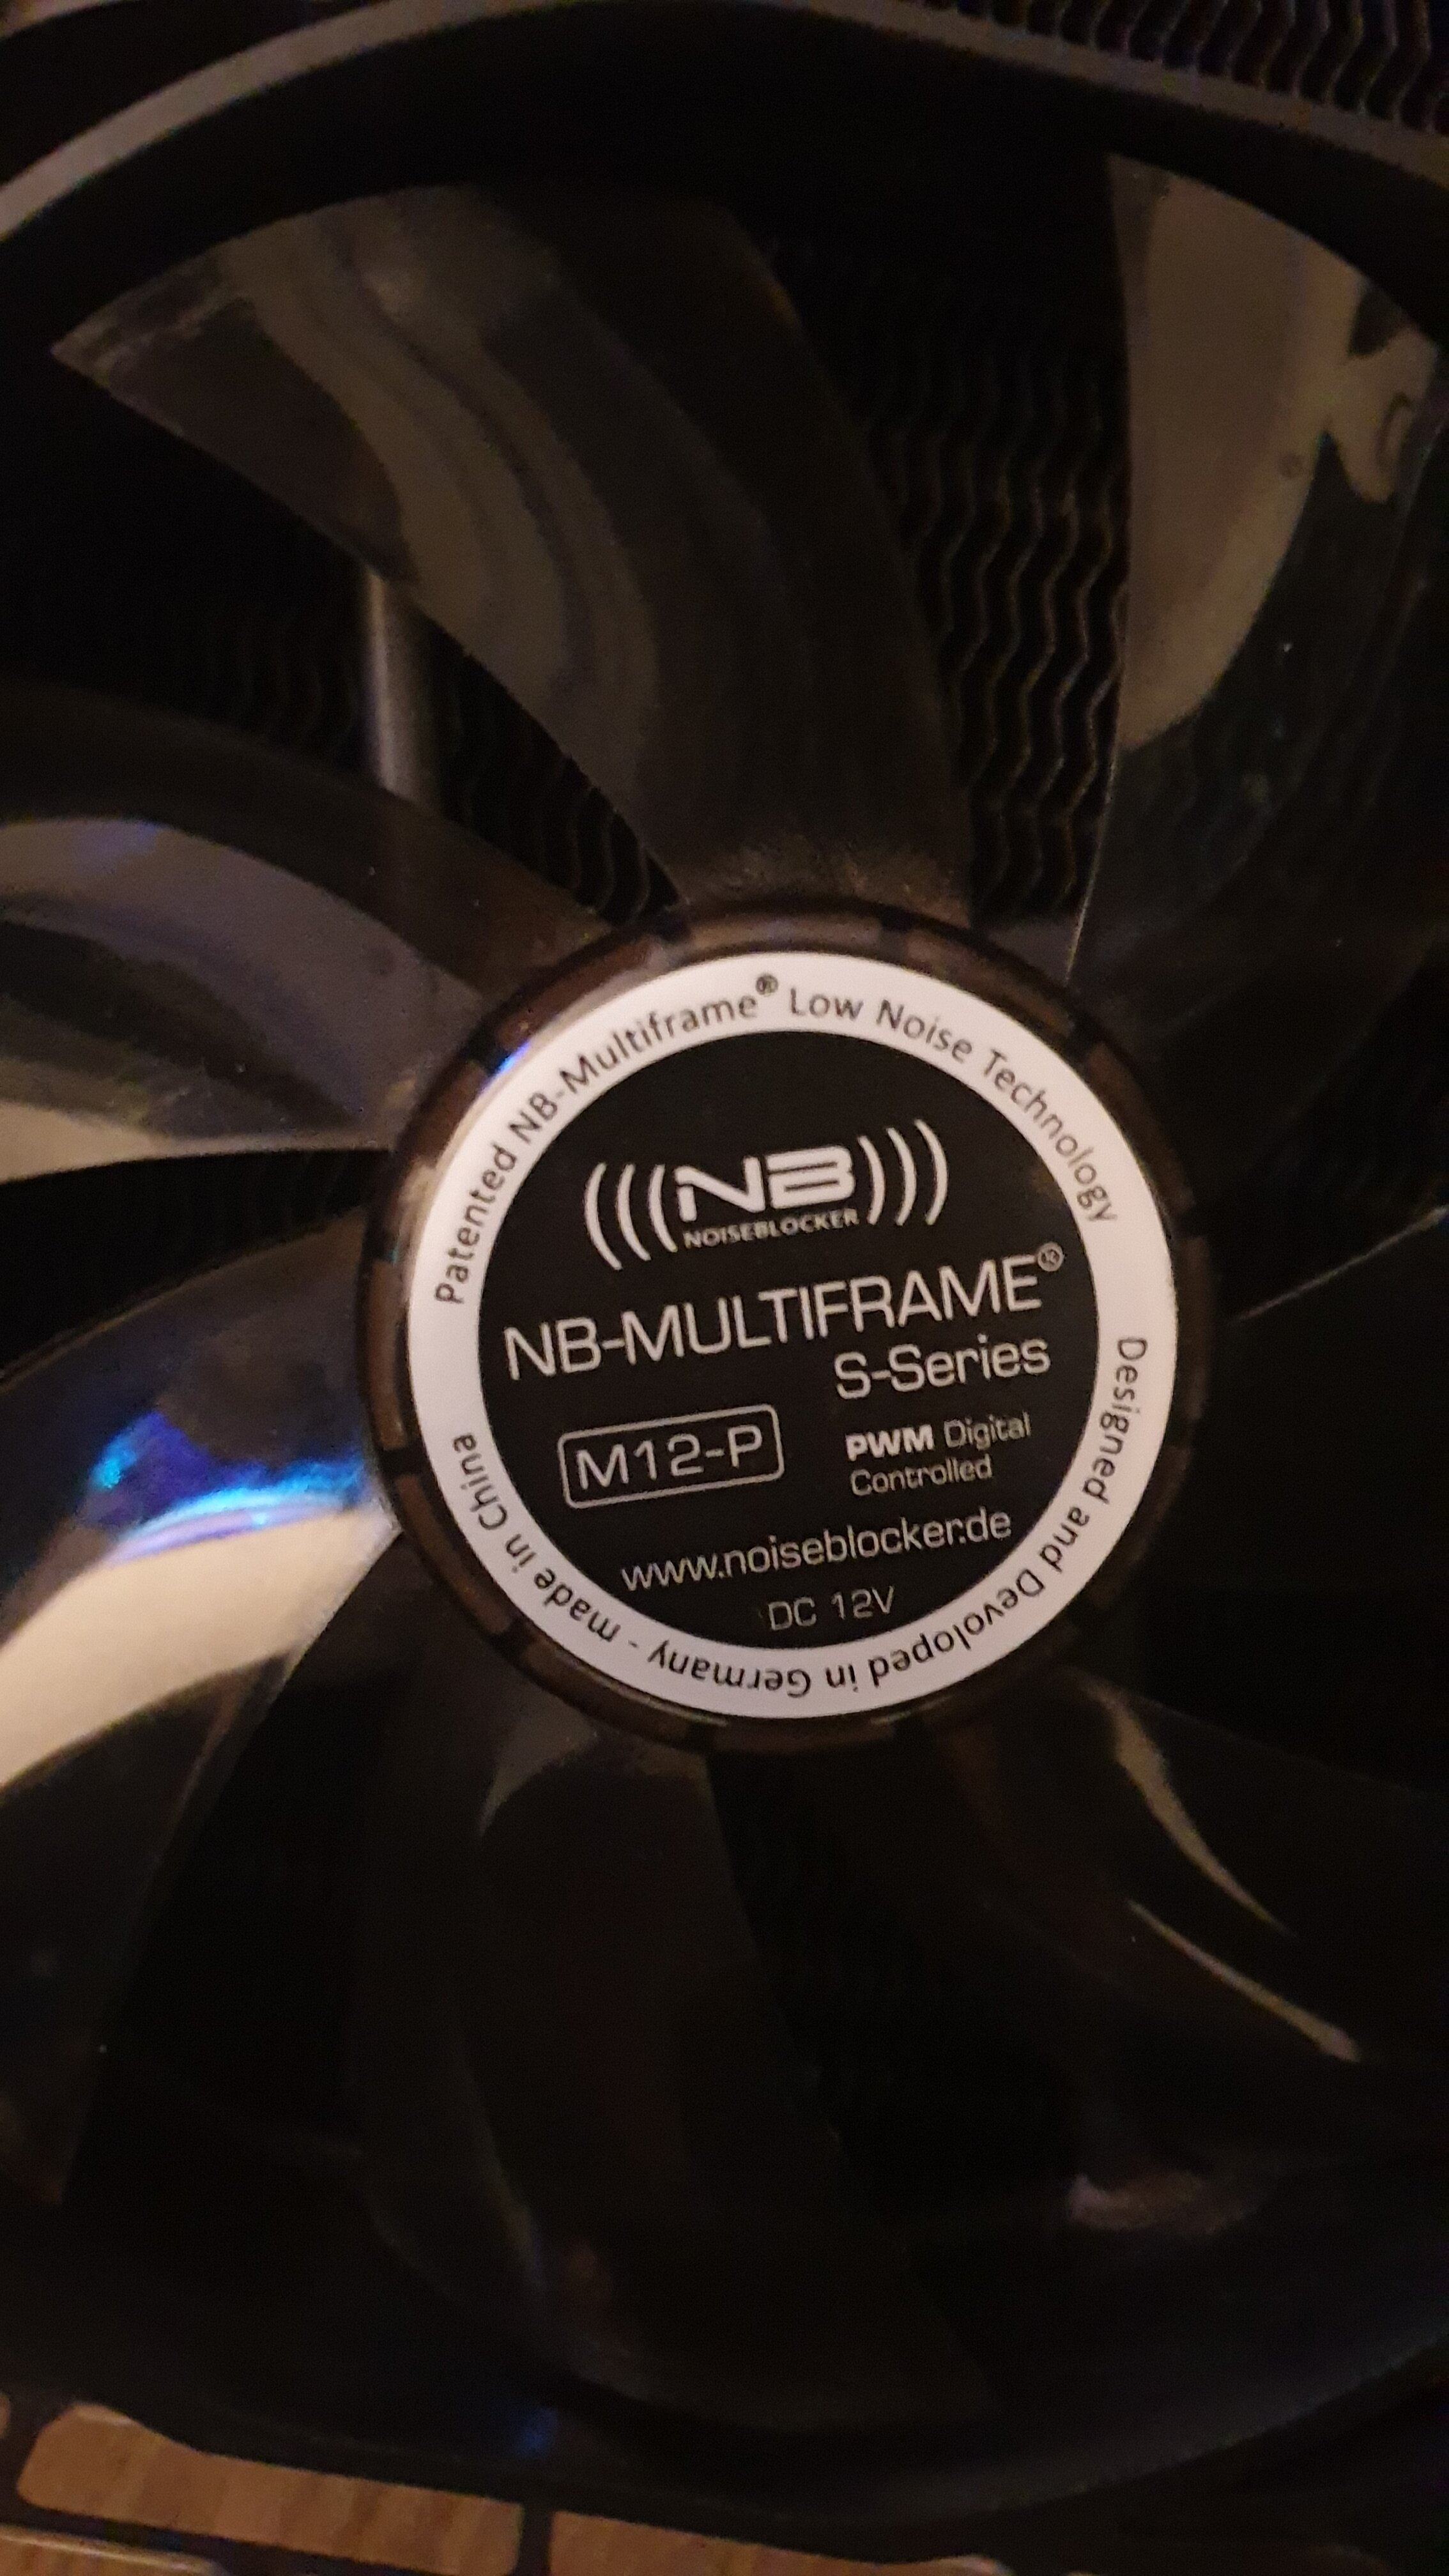 Patented NB-Multiframe® Low Noise Technology
(((NB)))
NOISEBLOCKER
NB-MULTIFRAME®
S-Series
M12-P
PWM Digital
Controlled
www.noiseblocker.de
DC 12V
Designed and Devoloped in Germany - made in China